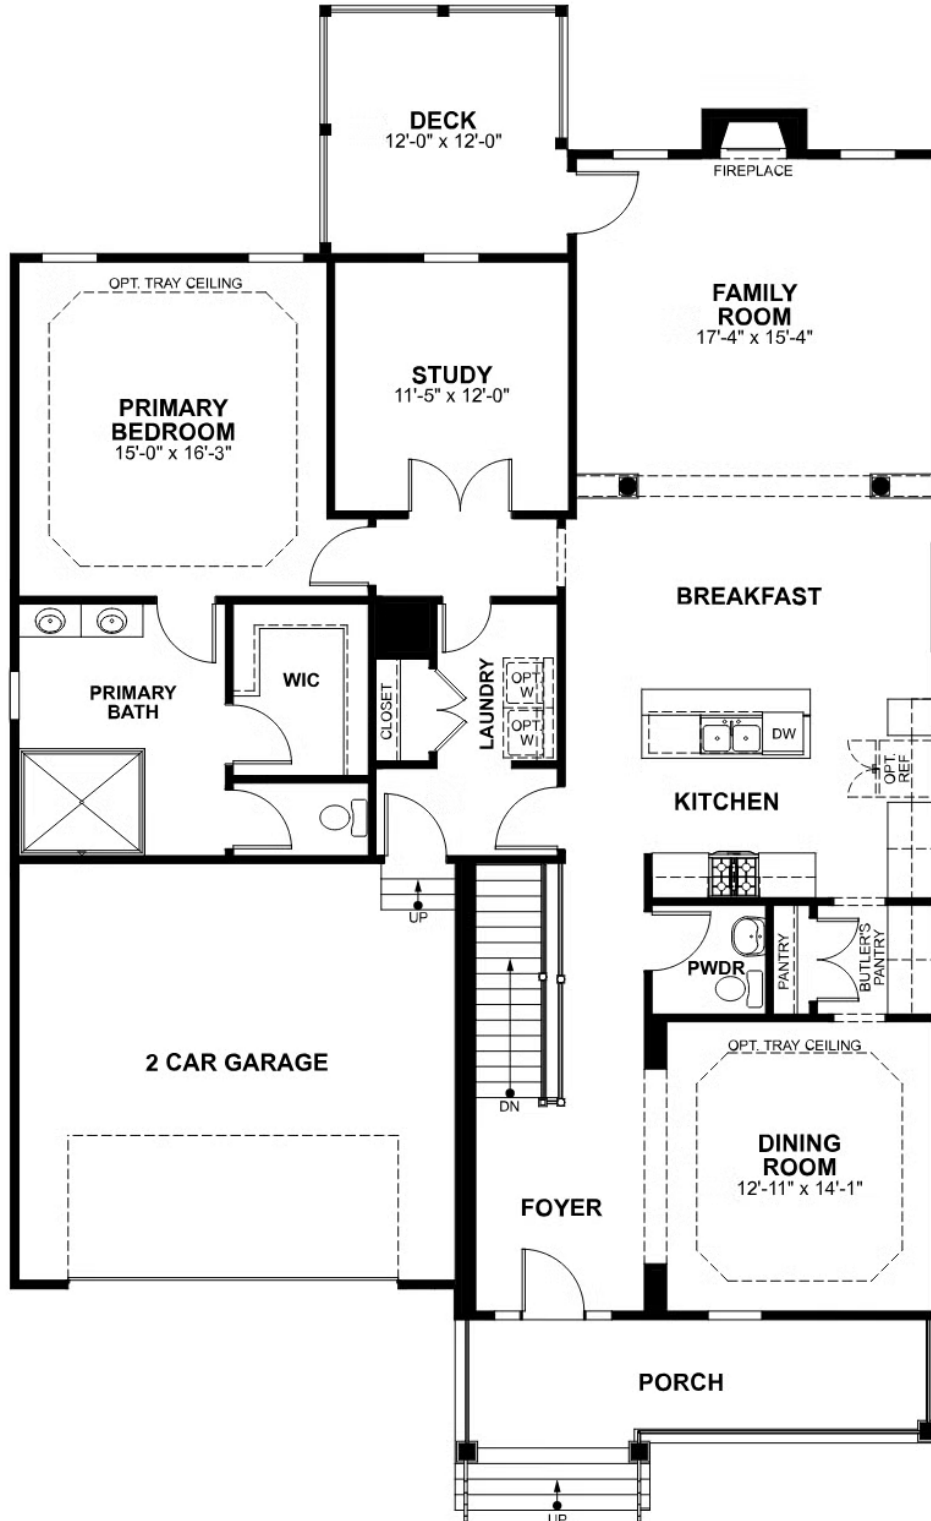 DECK
12'-0" x 12'-0"
FIREPLACE
OPT. TRAY CEILING
FAMILY
ROOM
17'-4" x 15'-4"
STUDY
11'-5" x 12'-0"
PRIMARY
BEDROOM
15'-0" x 16'-3"
BREAKFAST
PRIMARY
BATH
WIC
CLOSET
LAUNDRY
OPT.
W
OPT.
W
DW
OPT.
REF
KITCHEN
UP
PWDR
PANTRY
BUTLER'S
PANTRY
2 CAR GARAGE
DN
OPT. TRAY CEILING
DINING
ROOM
12'-11" x 14'-1"
FOYER
PORCH
UP